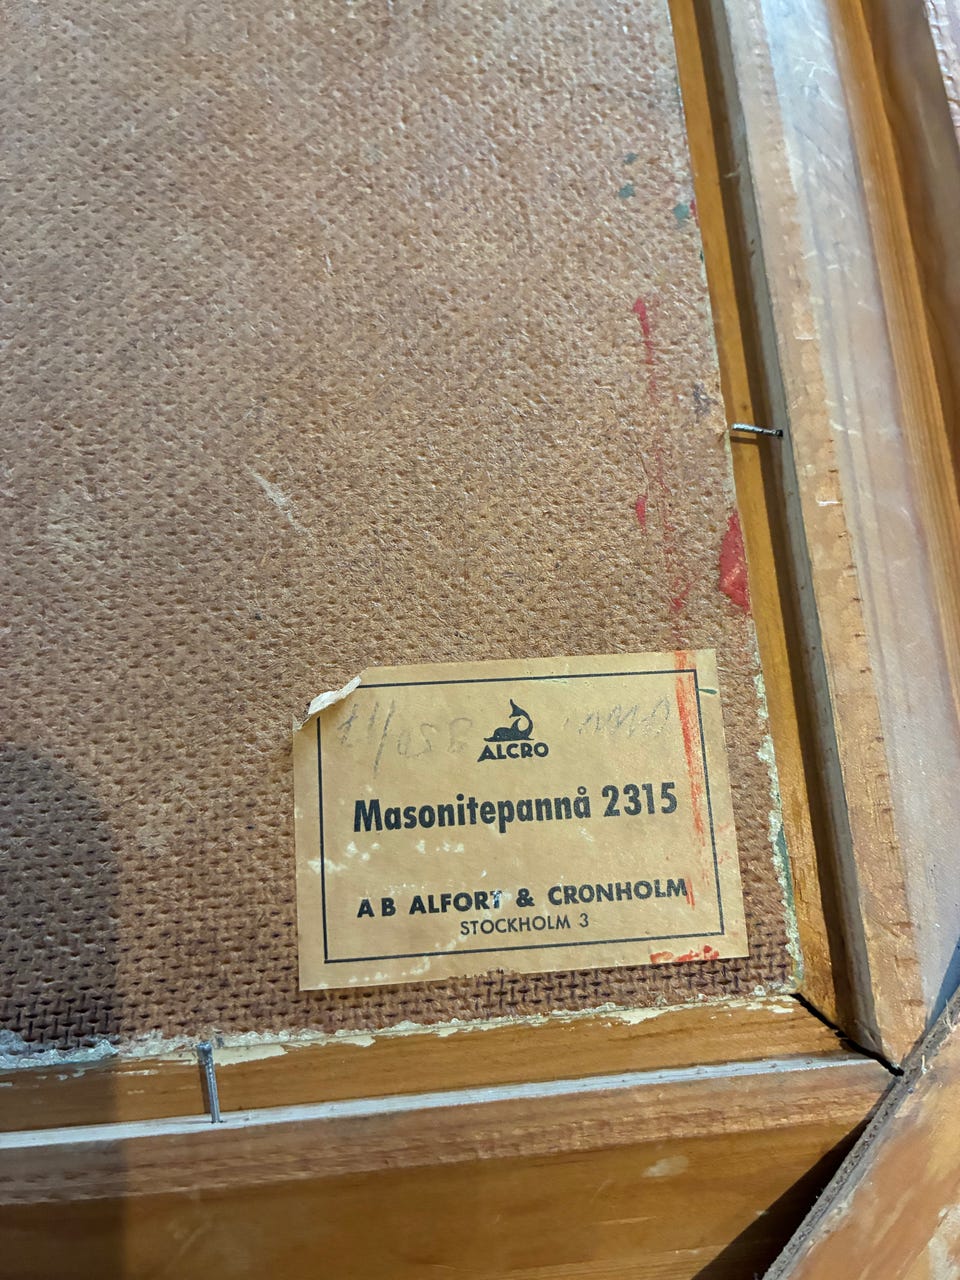 ALCRO
Masonitepannå 2315
AB ALFORT & CRONHOLM
STOCKHOLM 3